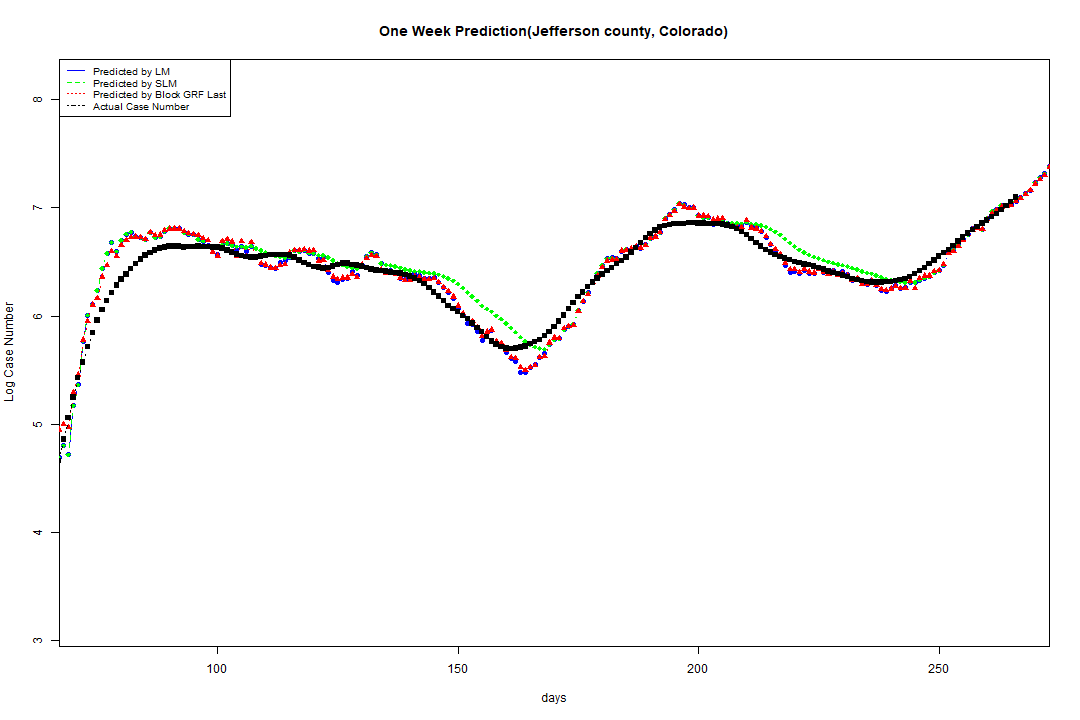 One Week Prediction(Jefferson county, Colorado)
Predicted by LM
Predicted by SLM
Predicted by Block GRF Last
Actual Case Number
8
7
6
5
4
3
Log Case Number
100 150 200 250
days